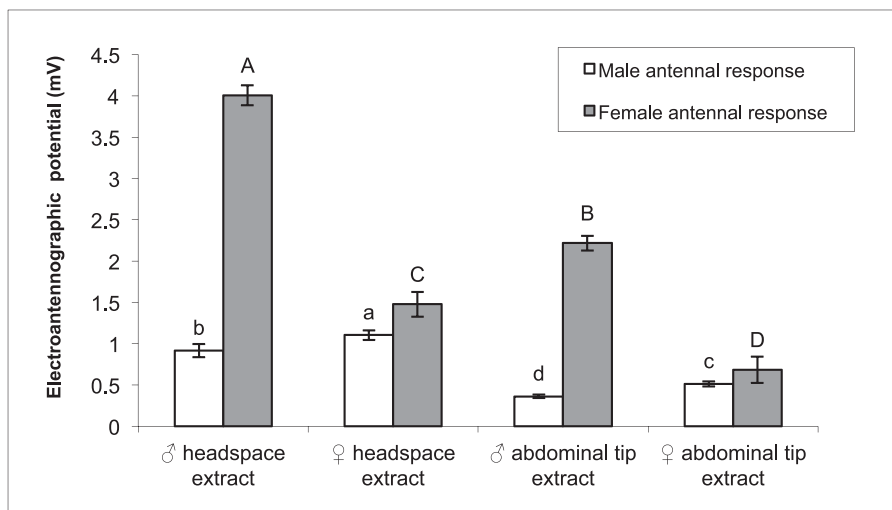 Electroantennographic potential (mV)
4.5
4
3.5
3
2.5
2
1.5
1
0.5
0
A
b
a
C
d
B
c
D
Male antennal response
Female antennal response
♂ headspace
extract
♀ headspace
extract
♂ abdominal tip
extract
♀ abdominal tip
extract